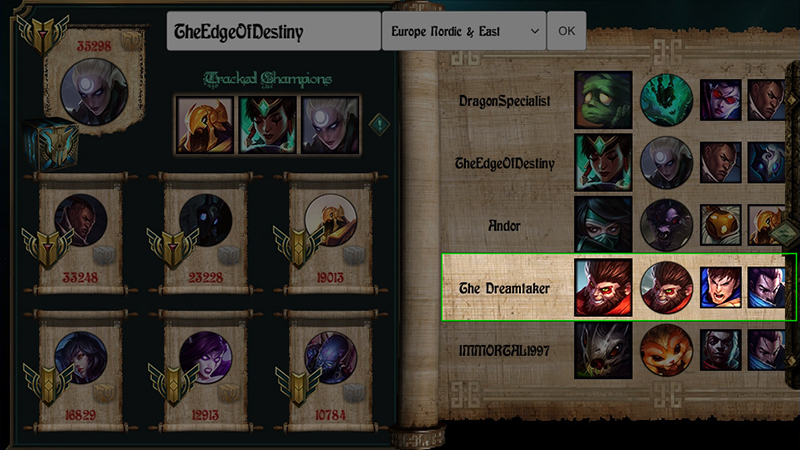 35298
TheEdgeOfDestiny
Europe Nordic & East
OK
Tracked Champions
33248
23228
19013
16829
12913
10784
DragonSpecialist
TheEdgeOfDestiny
Andor
The Dreamtaker
IMMORTAL1997